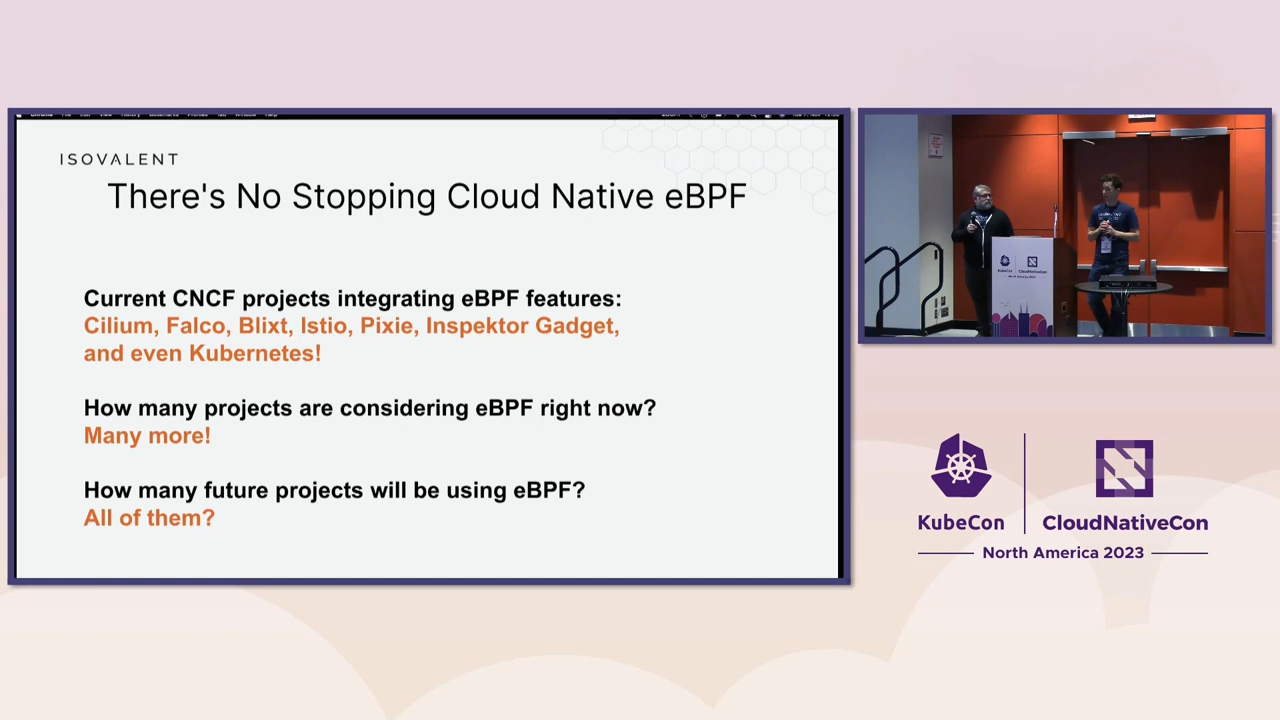 ISOVALENT
There's No Stopping Cloud Native eBPF
Current CNCF projects integrating eBPF features:
Cilium, Falco, Blixt, Istio, Pixie, Inspektor Gadget,
and even Kubernetes!
How many projects are considering eBPF right now?
Many more!
How many future projects will be using eBPF?
All of them?
KubeCon
CloudNativeCon
KubeCon
CloudNativeCon
North America 2023